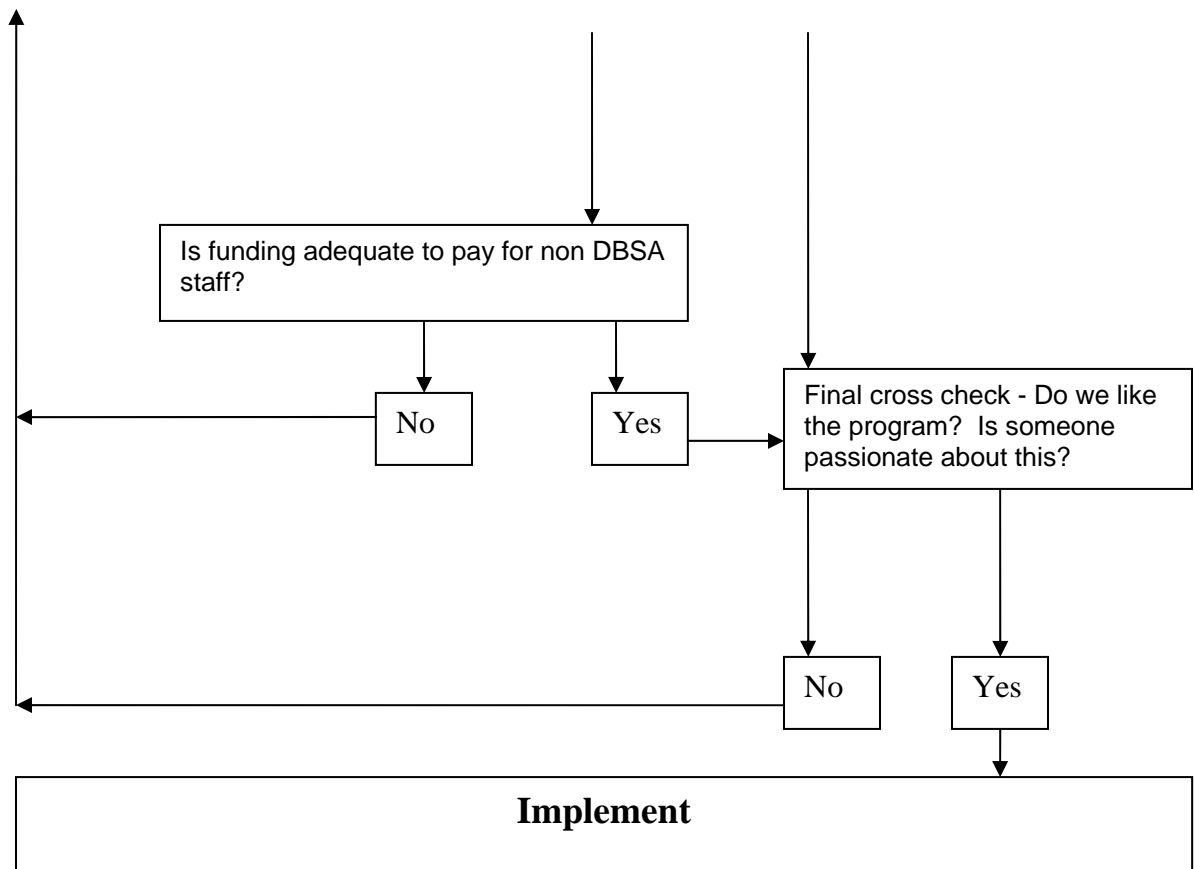 Is funding adequate to pay for non DBSA
staff?
No
Yes
Final cross check - Do we like
the program?  Is someone
passionate about this?
No
Yes
Implement